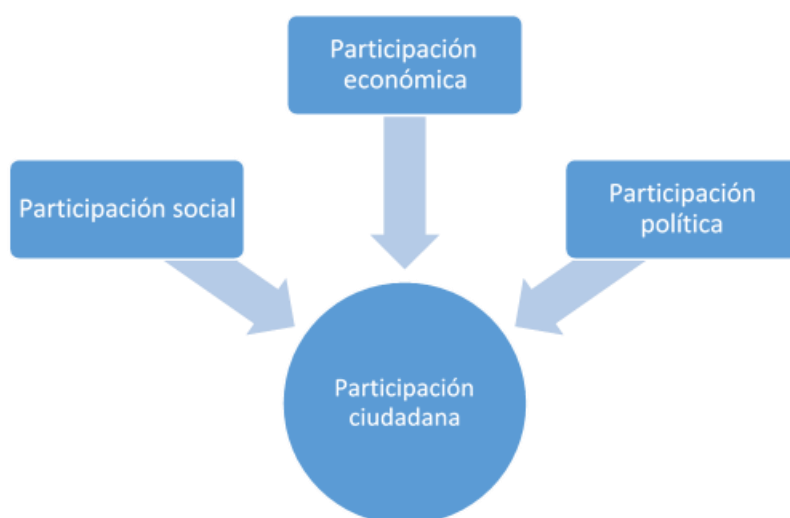 Participación
económica
Participación social
Participación
política
Participación
ciudadana